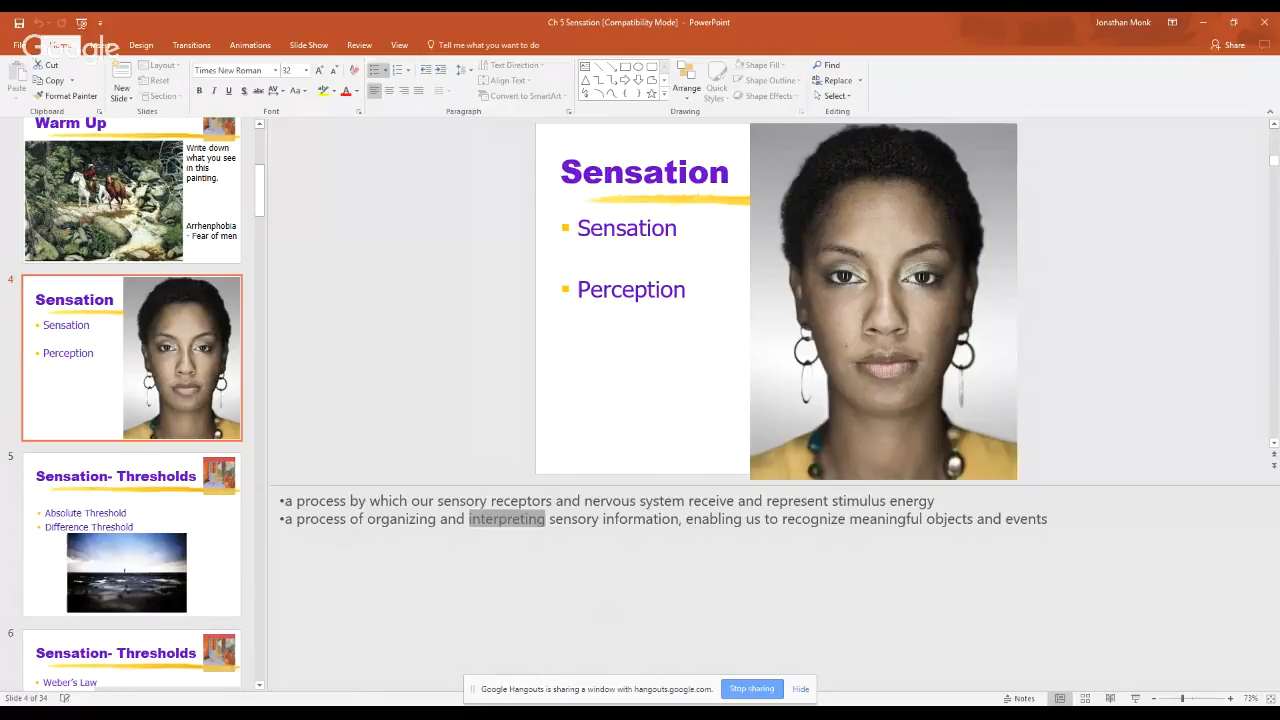 Ch 5 Sensation [Compatibility Mode] - PowerPoint
Jonathan Monk
File Home Insert Design Transitions Animations Slide Show Review View Tell me what you want to do
Share
Google
Paste
Cut
Copy
Format Painter
Clipboard
New Slide
Layout
Reset
Section
Slides
Times New Roman 32
Font
Text Direction
Align Text
Convert to SmartArt
Paragraph
Arrange
Quick Styles
Shape Fill
Shape Outline
Shape Effects
Drawing
Find
Replace
Select
Editing
Warm Up
Write down
what you see
in this
painting.
Arrhenphobia
- Fear of men
4
Sensation
• Sensation
• Perception
5
Sensation- Thresholds
• Absolute Threshold
• Difference Threshold
6
Sensation- Thresholds
• Weber's Law
Sensation
Sensation
Perception
•a process by which our sensory receptors and nervous system receive and represent stimulus energy
•a process of organizing and interpreting sensory information, enabling us to recognize meaningful objects and events
Google Hangouts is sharing a window with hangouts.google.com.
Stop sharing
Hide
Slide 4 of 34
Notes
73%